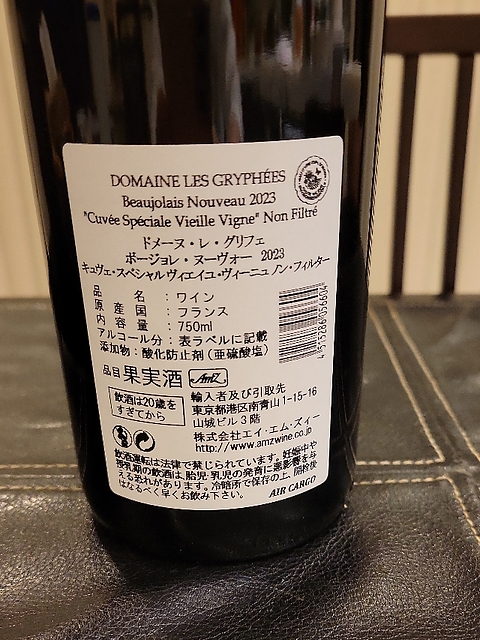 DOMAINE LES GRYPHÉES
Beaujolais Nouveau 2023
"Cuvée Spéciale Vieille Vigne" Non Filtré
ドメーヌ・レ・グリフェ
ボージョレ・ヌーヴォー 2023
キュヴェ・スペシャル ヴィエイユ・ヴィーニュ ノン・フィルター
品名 : ワイン
原産国 : フランス
内容量 : 750ml
アルコール分 : 表ラベルに記載
添加物 : 酸化防止剤(亜硫酸塩)
品目 果実酒 AMZ
飲酒は20歳を
すぎてから
輸入者及び引取先
東京都港区南青山1-15-16
山城ビル3階
株式会社エイ・エム・ズィー
http://www.amzwine.co.jp
飲酒運転は法律で禁じられています。妊娠中や
授乳期の飲酒は、胎児・乳児の発育に悪影響を与
える恐れがあります。冷暗所で保存の上、開栓後
はなるべく早くお飲み下さい。
AIR CARGO